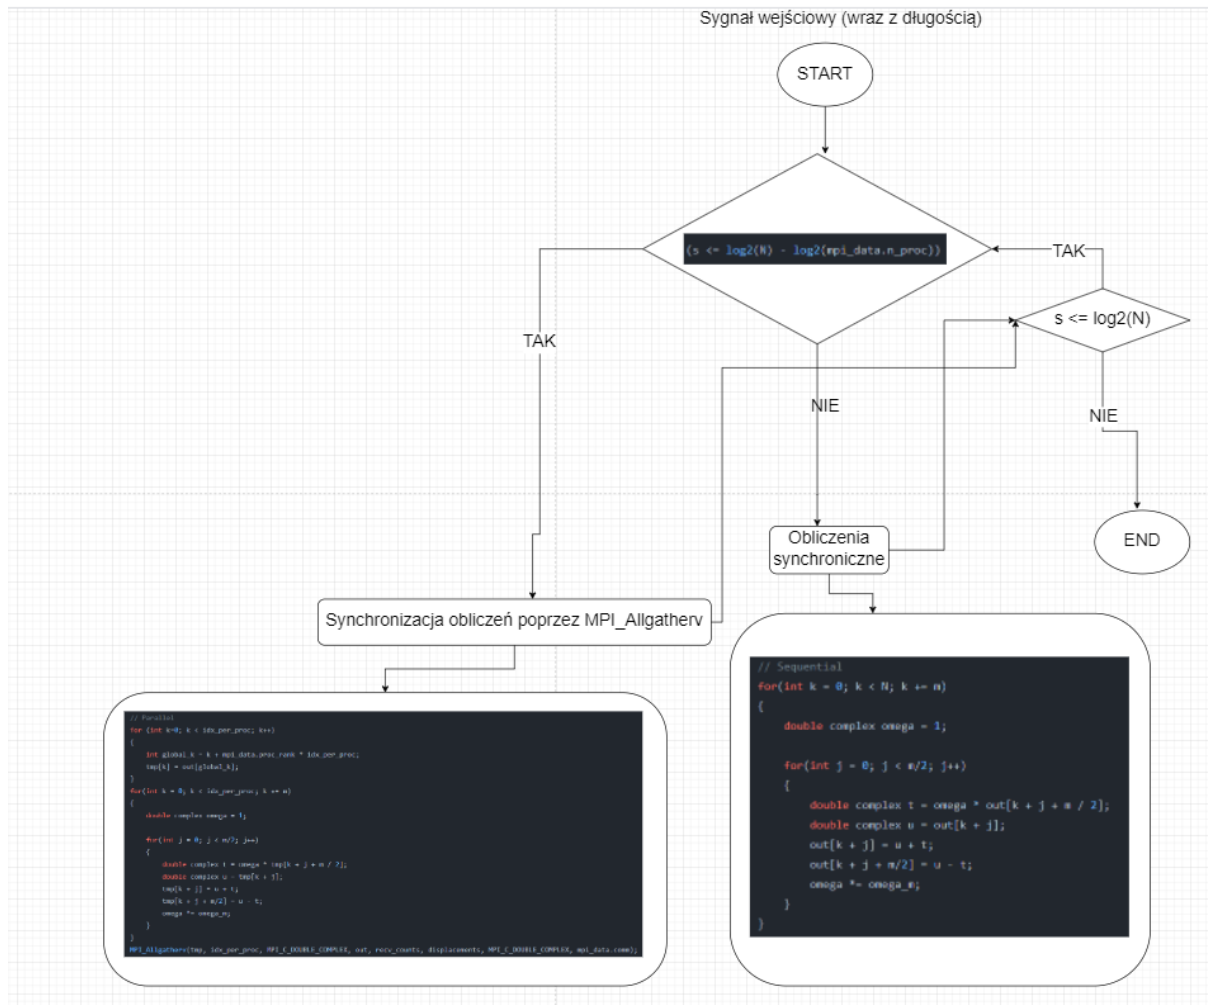 Sygnał wejściowy (wraz z długością)
START
(s <= log2(N) - log2(mpi_data.n_proc))
TAK
s <= log2(N)
TAK
NIE
NIE
Obliczenia
synchroniczne
END
Synchronizacja obliczeń poprzez MPI_Allgatherv
// Parallel
for (int k=0; k < idx_per_proc; k++)
{
int global_k = k + mpi_data.proc_rank * idx_per_proc;
tmp[k] = out[global_k];
}
for(int k = 0; k < idx_per_proc; k += m)
{
double complex omega = 1;
for(int j = 0; j < m/2; j++)
{
double complex t = omega * tmp[k + j + m / 2];
double complex u = tmp[k + j];
tmp[k + j] = u + t;
tmp[k + j + m/2] = u - t;
omega *= omega_m;
}
}
MPI_Allgatherv(tmp, idx_per_proc, MPI_C_DOUBLE_COMPLEX, out, recv_counts, displacements, MPI_C_DOUBLE_COMPLEX, mpi_data.comm);
// Sequential
for(int k = 0; k < N; k += m)
{
double complex omega = 1;
for(int j = 0; j < m/2; j++)
{
double complex t = omega * out[k + j + m / 2];
double complex u = out[k + j];
out[k + j] = u + t;
out[k + j + m/2] = u - t;
omega *= omega_m;
}
}